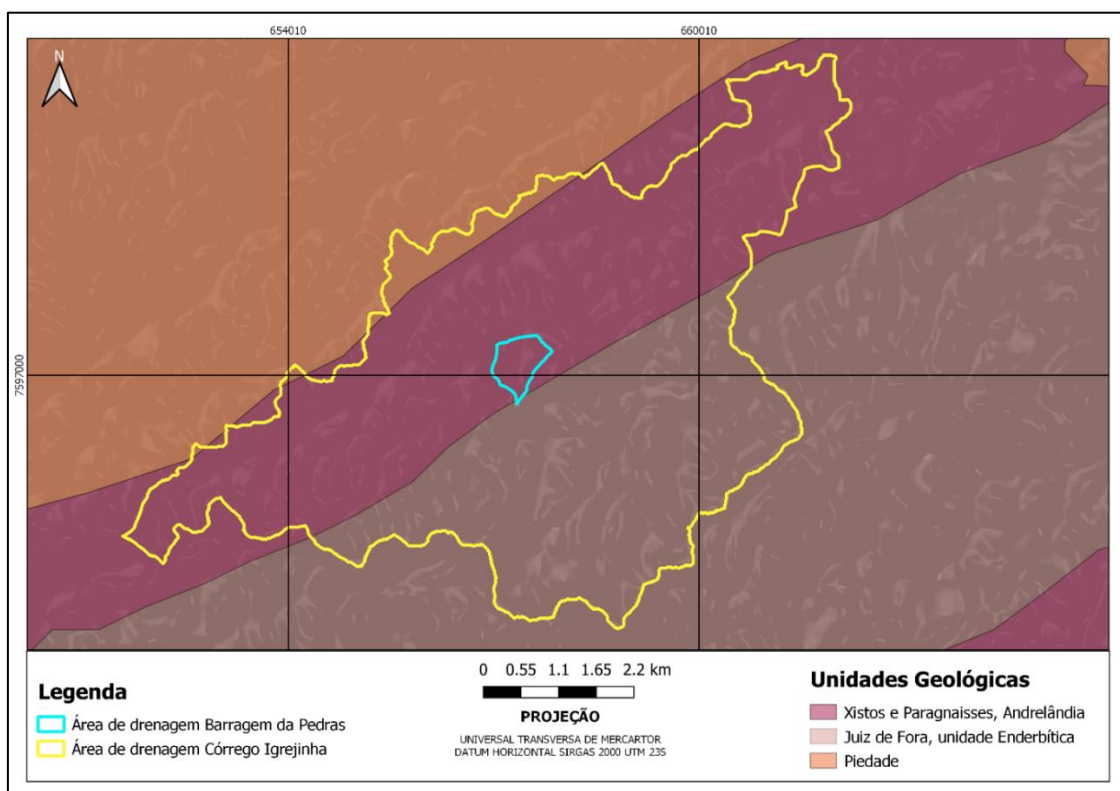 654010
660010
N
7597000
Legenda
Área de drenagem Barragem da Pedras
Área de drenagem Córrego Igrejinha
0 0.55 1.1 1.65 2.2 km
PROJEÇÃO
UNIVERSAL TRANSVERSA DE MERCARTOR
DATUM HORIZONTAL SIRGAS 2000 UTM 23S
Unidades Geológicas
Xistos e Paragnaisses, Andrelândia
Juiz de Fora, unidade Enderbítica
Piedade